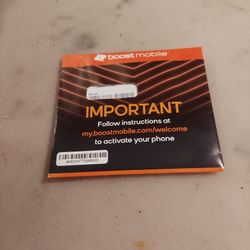 boost mobile
IMPORTANT
Follow instructions at
my.boostmobile.com/welcome
to activate your phone